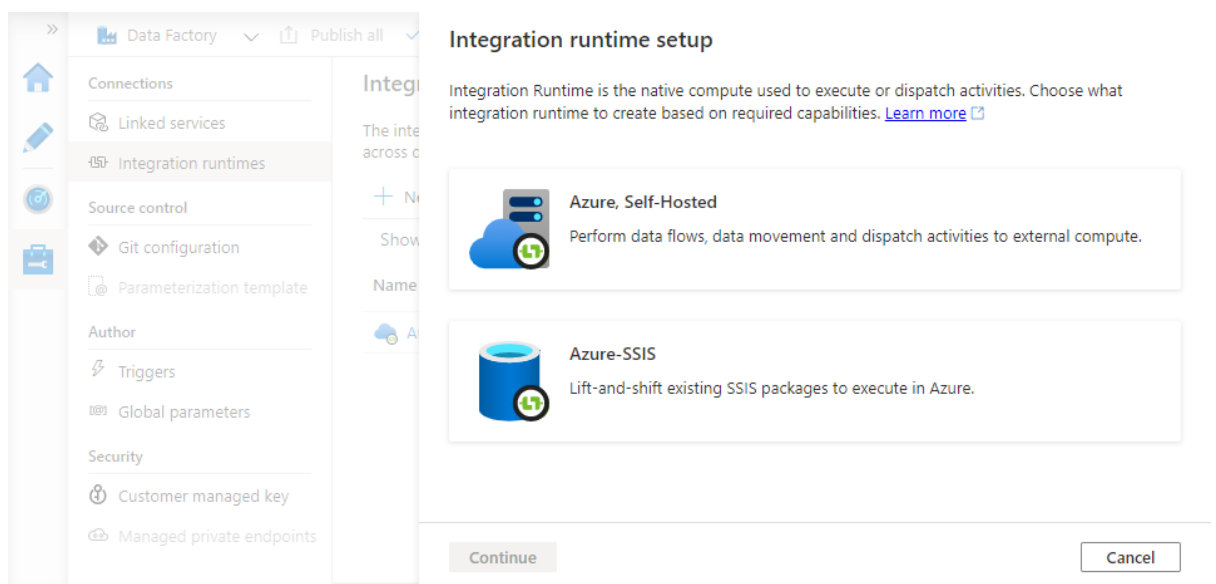 Data Factory
Publish all
Connections
Linked services
Integration runtimes
Source control
Git configuration
Parameterization template
Author
Triggers
Global parameters
Security
Customer managed key
Managed private endpoints
The
Show
Name
Integration runtime setup
Integration Runtime is the native compute used to execute or dispatch activities. Choose what
integration runtime to create based on required capabilities. Learn more
Azure, Self-Hosted
Perform data flows, data movement and dispatch activities to external compute.
Azure-SSIS
Lift-and-shift existing SSIS packages to execute in Azure.
Continue
Cancel